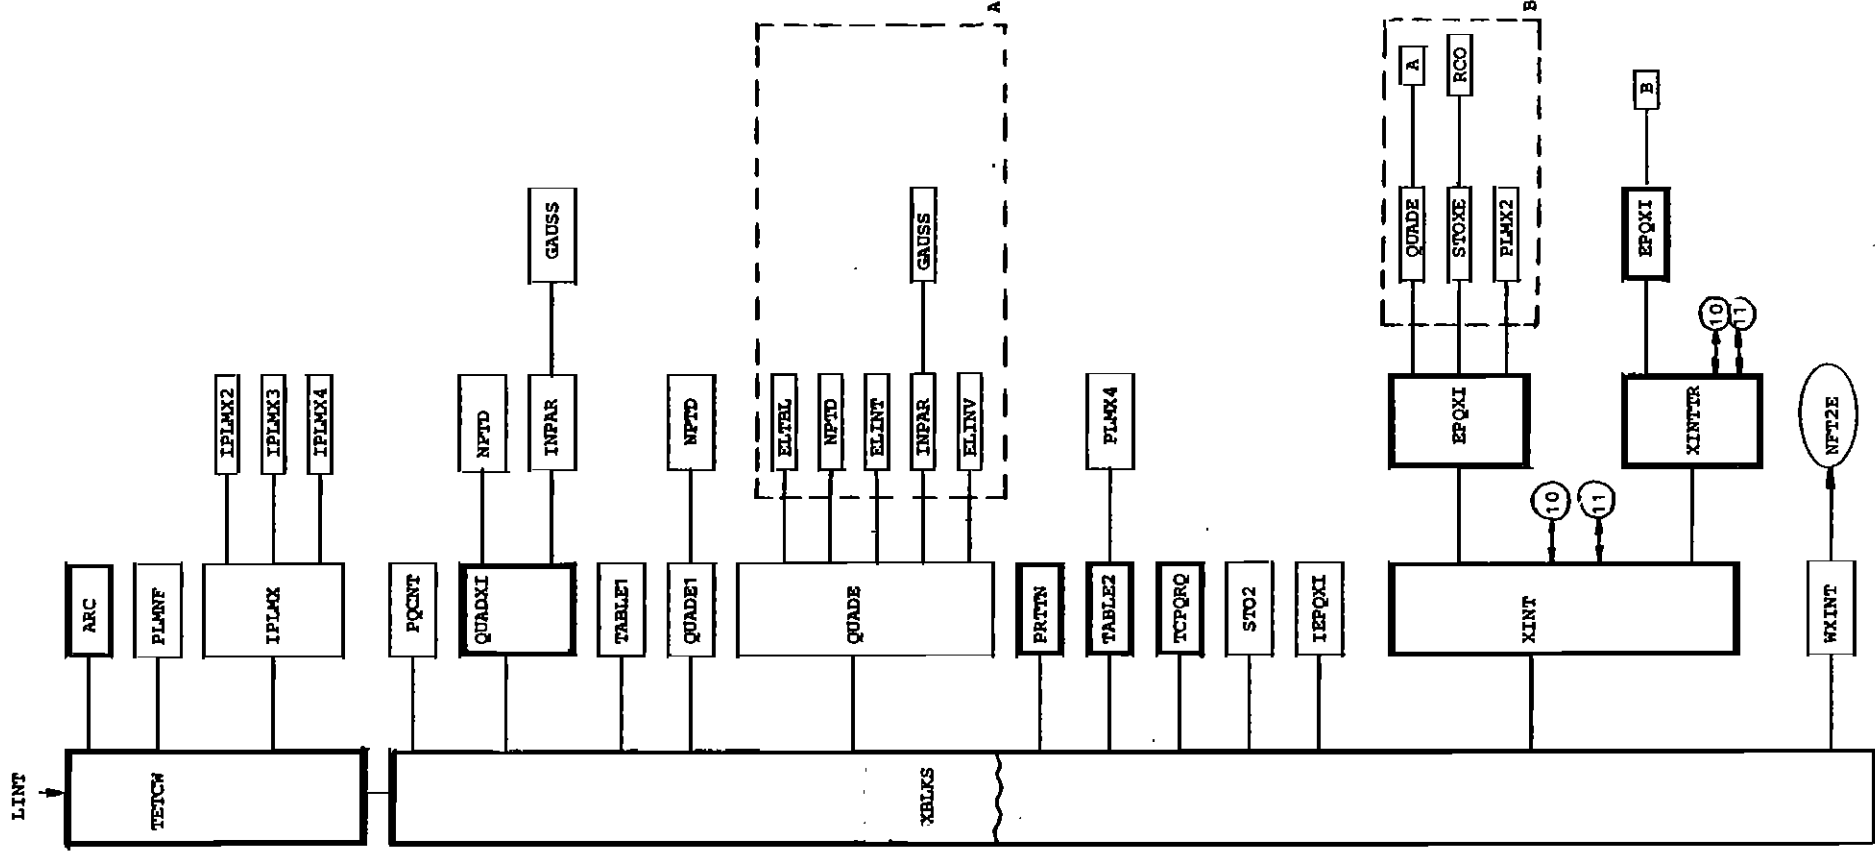 LINT
TETCW
ARC
PLMNF
IPLMX
IPLMX2
IPLMX3
IPLMX4
XBLKS
PQCNT
QUADXI
NPTD
INPAR
GAUSS
TABLE1
QUADE1
NPTD
QUADE
ELTBL
NPTD
ELINT
INPAR
GAUSS
ELINV
A
PRTTN
TABLE2
PLMX4
TCPQRQ
STO2
IEPQXI
XINT
EPQXI
QUADE
A
STOXE
RCO
PLMX2
B
10
11
XINTTR
EPQXI
B
10
11
WXINT
NFT2E